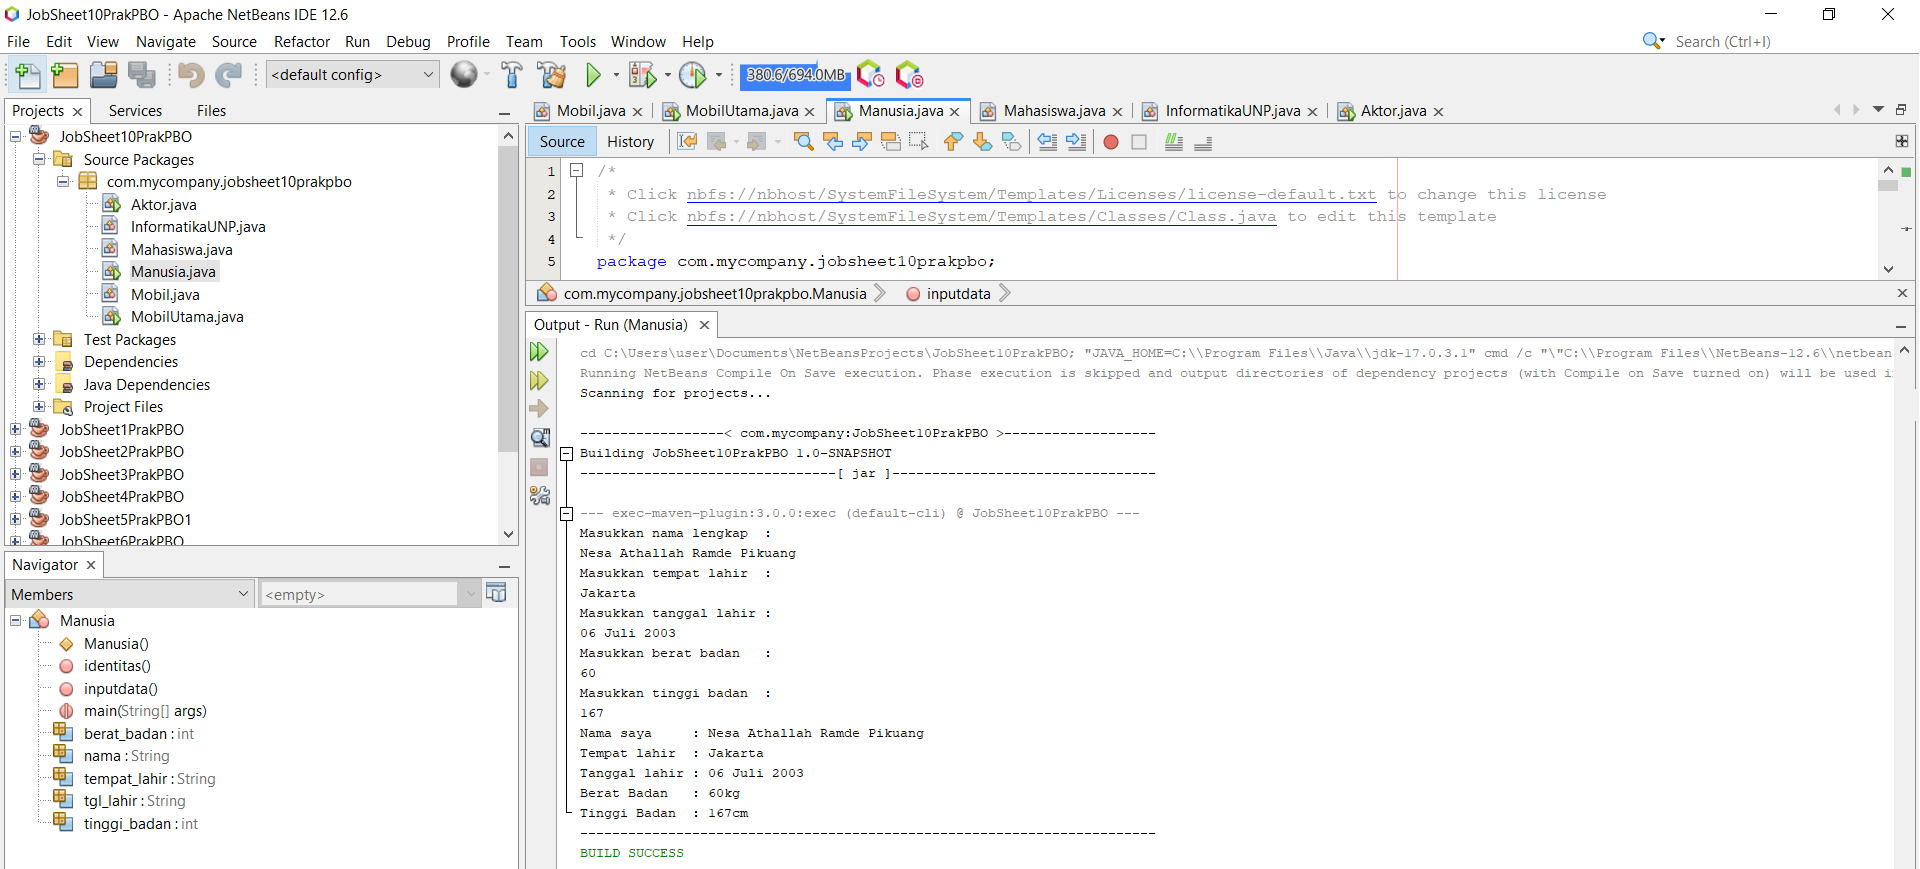 JobSheet10PrakPBO - Apache NetBeans IDE 12.6
File Edit View Navigate Source Refactor Run Debug Profile Team Tools Window Help
Search (Ctrl+I)
<default config>
380.6/694.0MB
Projects Services Files
JobSheet10PrakPBO
Source Packages
com.mycompany.jobsheet10prakpbo
Aktor.java
InformatikaUNP.java
Mahasiswa.java
Manusia.java
Mobil.java
MobilUtama.java
Test Packages
Dependencies
Java Dependencies
Project Files
JobSheet1PrakPBO
JobSheet2PrakPBO
JobSheet3PrakPBO
JobSheet4PrakPBO
JobSheet5PrakPBO1
JobSheet6PrakPBO
Navigator
Members
<empty>
Manusia
Manusia()
identitas()
inputdata()
main(String[] args)
berat_badan : int
nama : String
tempat_lahir : String
tgl_lahir : String
tinggi_badan : int
Mobil.java MobilUtama.java Manusia.java Mahasiswa.java InformatikaUNP.java Aktor.java
Source History
1 /*
2 * Click nbfs://nbhost/SystemFileSystem/Templates/Licenses/license-default.txt to change this license
3 * Click nbfs://nbhost/SystemFileSystem/Templates/Classes/Class.java to edit this template
4 */
5 package com.mycompany.jobsheet10prakpbo;
com.mycompany.jobsheet10prakpbo.Manusia inputdata
Output - Run (Manusia)
cd C:\Users\user\Documents\NetBeansProjects\JobSheet10PrakPBO; "JAVA_HOME=C:\\Program Files\\Java\\jdk-17.0.3.1" cmd /c "\"C:\\Program Files\\NetBeans-12.6\\netbean
Running NetBeans Compile On Save execution. Phase execution is skipped and output directories of dependency projects (with Compile on Save turned on) will be used i
Scanning for projects...
------------------< com.mycompany:JobSheet10PrakPBO >-------------------
Building JobSheet10PrakPBO 1.0-SNAPSHOT
--------------------------------[ jar ]---------------------------------
--- exec-maven-plugin:3.0.0:exec (default-cli) @ JobSheet10PrakPBO ---
Masukkan nama lengkap :
Nesa Athallah Ramde Pikuang
Masukkan tempat lahir :
Jakarta
Masukkan tanggal lahir :
06 Juli 2003
Masukkan berat badan :
60
Masukkan tinggi badan :
167
Nama saya : Nesa Athallah Ramde Pikuang
Tempat lahir : Jakarta
Tanggal lahir : 06 Juli 2003
Berat Badan : 60kg
Tinggi Badan : 167cm
------------------------------------------------------------------------
BUILD SUCCESS